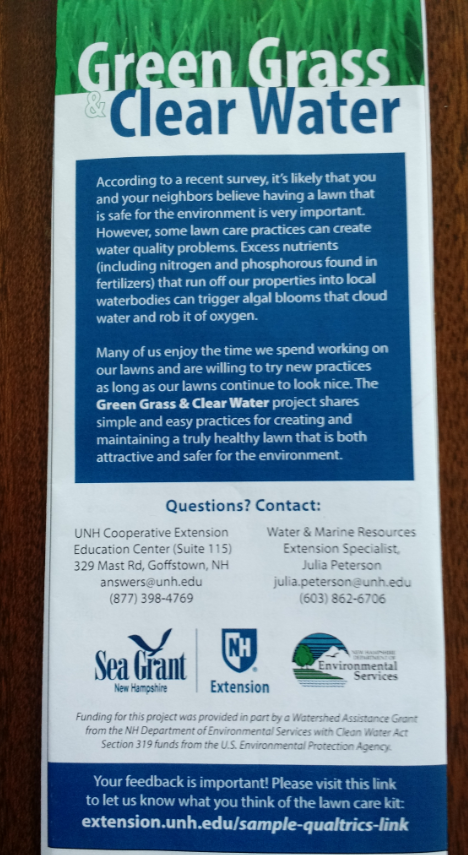 Green Grass
& Clear Water
According to a recent survey, it's likely that you
and your neighbors believe having a lawn that
is safe for the environment is very important.
However, some lawn care practices can create
water quality problems. Excess nutrients
(including nitrogen and phosphorous found in
fertilizers) that run off our properties into local
waterbodies can trigger algal blooms that cloud
water and rob it of oxygen.
Many of us enjoy the time we spend working on
our lawns and are willing to try new practices
as long as our lawns continue to look nice. The
Green Grass & Clear Water project shares
simple and easy practices for creating and
maintaining a truly healthy lawn that is both
attractive and safer for the environment.
Questions? Contact:
UNH Cooperative Extension
Education Center (Suite 115)
329 Mast Rd, Goffstown, NH
answers@unh.edu
(877) 398-4769
Water & Marine Resources
Extension Specialist,
Julia Peterson
julia.peterson@unh.edu
(603) 862-6706
Sea Grant
New Hampshire
NH
Extension
NEW HAMPSHIRE
DEPARTMENT OF
Environmental
Services
Funding for this project was provided in part by a Watershed Assistance Grant
from the NH Department of Environmental Services with Clean Water Act
Section 319 funds from the U.S. Environmental Protection Agency.
Your feedback is important! Please visit this link
to let us know what you think of the lawn care kit:
extension.unh.edu/sample-qualtrics-link